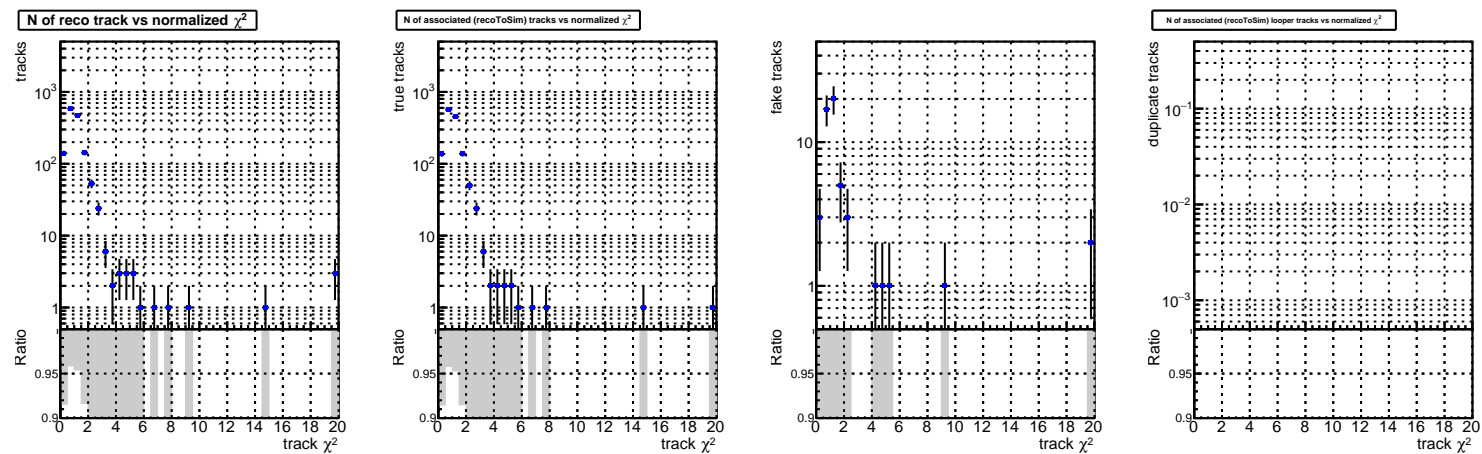 N of reco track vs normalized χ²
tracks
10³
10²
10
1
Ratio
0.95
0.9
0 2 4 6 8 10 12 14 16 18 20
track χ²
N of associated (recoToSim) tracks vs normalized χ²
true tracks
10³
10²
10
1
Ratio
0.95
0.9
0 2 4 6 8 10 12 14 16 18 20
track χ²
fake tracks
10
1
Ratio
0.95
0.9
0 2 4 6 8 10 12 14 16 18 20
track χ²
N of associated (recoToSim) looper tracks vs normalized χ²
duplicate tracks
10⁻¹
10⁻²
10⁻³
Ratio
0.95
0.9
0 2 4 6 8 10 12 14 16 18 20
track χ²